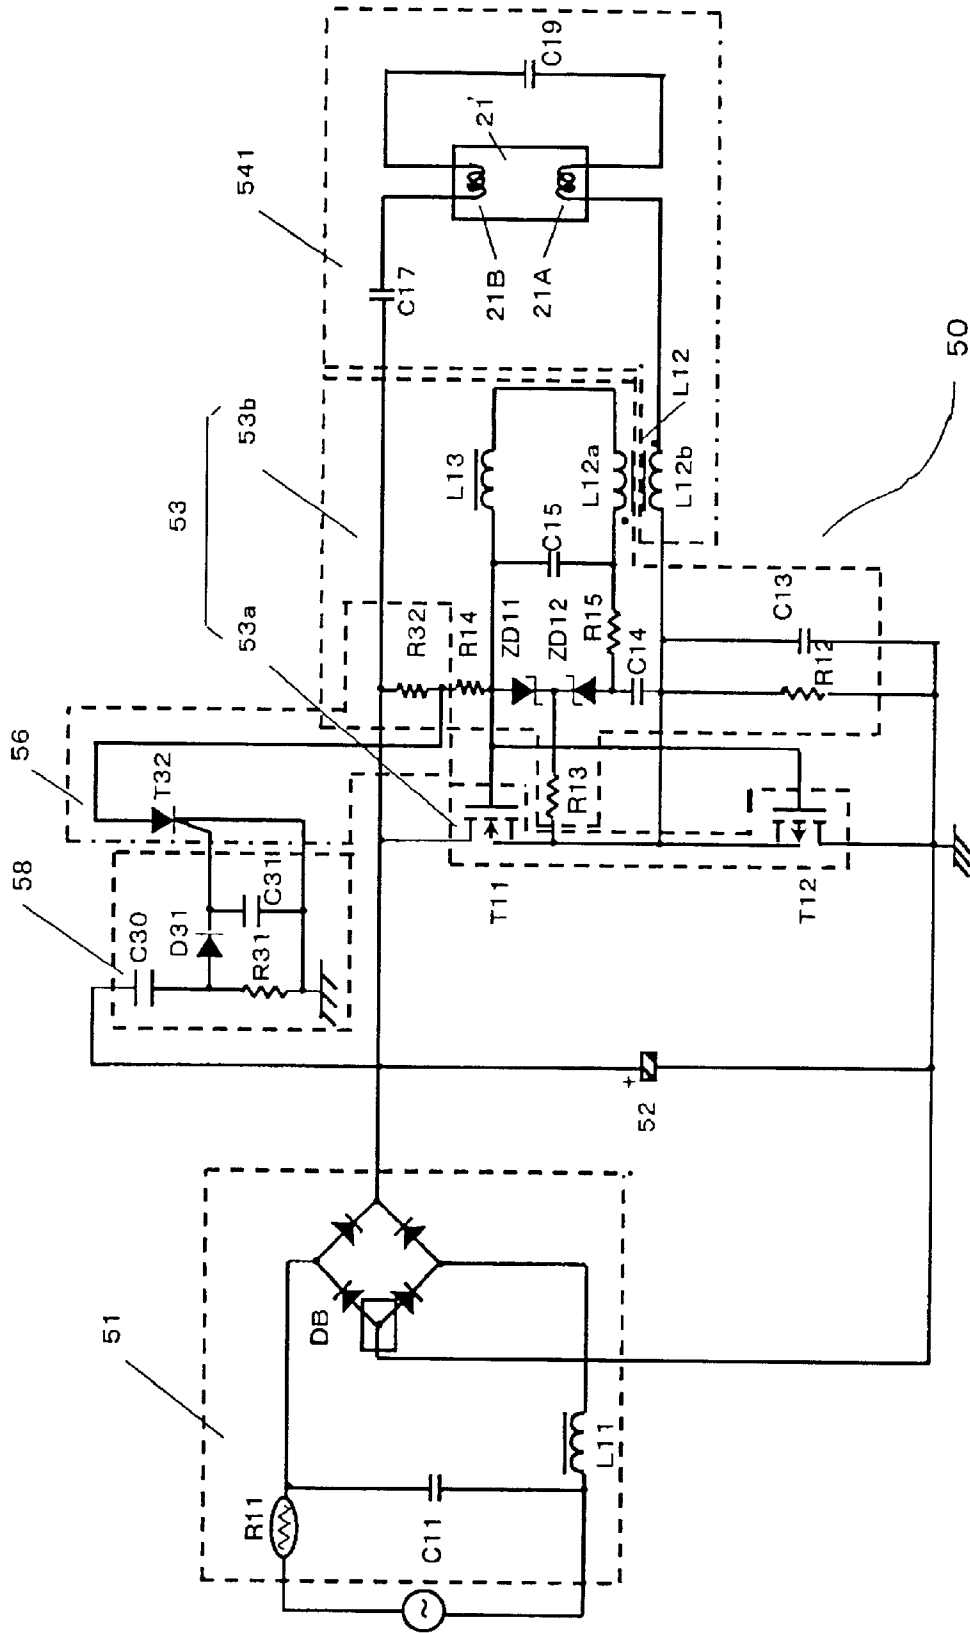 541
C19
21'
C17
21B
21A
53
53b
53a
L13
L12a
L12
L12b
50
C15
R32
R14
ZD11
ZD12
R15
C14
C13
R12
56
T32
R13
T11
T12
58
C30
D31
C31
R31
+
52
51
DB
R11
C11
L11
~